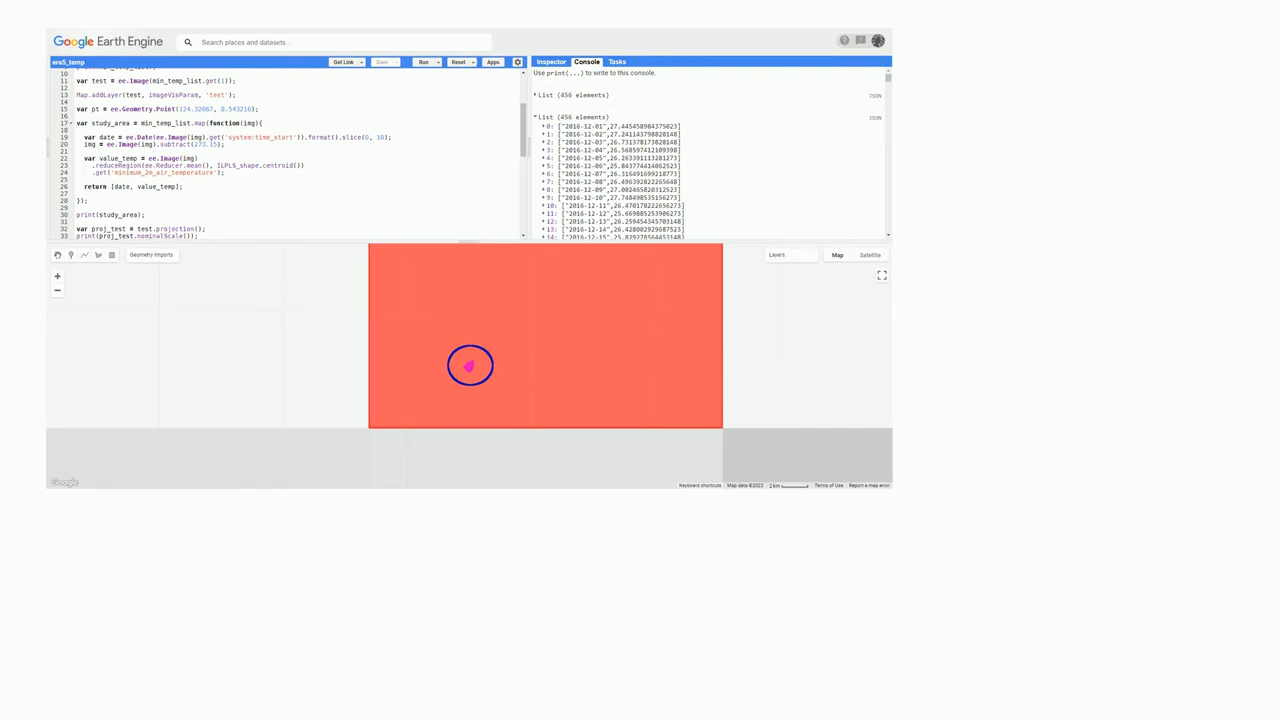 Google Earth Engine
Search places and datasets...
era5_temp
Get Link
Save
Run
Reset
Apps
10
11 var test = ee.Image(min_temp_list.get(1));
12
13 Map.addLayer(test, imageVisParam, 'test');
14
15 var pt = ee.Geometry.Point(124.32067, 8.543216);
16
17 var study_area = min_temp_list.map(function(img){
18
19 var date = ee.Date(ee.Image(img).get('system:time_start')).format().slice(0, 10);
20 img = ee.Image(img).subtract(273.15);
21
22 var value_temp = ee.Image(img)
23 .reduceRegion(ee.Reducer.mean(), ILPLS_shape.centroid())
24 .get('minimum_2m_air_temperature');
25
26 return [date, value_temp];
27
28 });
29
30 print(study_area);
31
32 var proj_test = test.projection();
33 print(proj_test.nominalScale());
Inspector
Console
Tasks
Use print(...) to write to this console.
List (456 elements)
JSON
List (456 elements)
JSON
0: ["2016-12-01",27.445458984375023]
1: ["2016-12-02",27.241143798828148]
2: ["2016-12-03",26.731378173828148]
3: ["2016-12-04",26.568597412109398]
4: ["2016-12-05",26.263391113281273]
5: ["2016-12-06",25.843774414062523]
6: ["2016-12-07",26.316491699218773]
7: ["2016-12-08",26.496392822265648]
8: ["2016-12-09",27.002465820312523]
9: ["2016-12-10",27.748498535156273]
10: ["2016-12-11",26.470178222656273]
11: ["2016-12-12",25.669885253906273]
12: ["2016-12-13",26.259454345703148]
13: ["2016-12-14",26.428002929687523]
14: ["2016-12-15",25.829278564453148]
Geometry Imports
Layers
Map
Satellite
Google
Keyboard shortcuts
Map data ©2023
2 km
Terms of Use
Report a map error